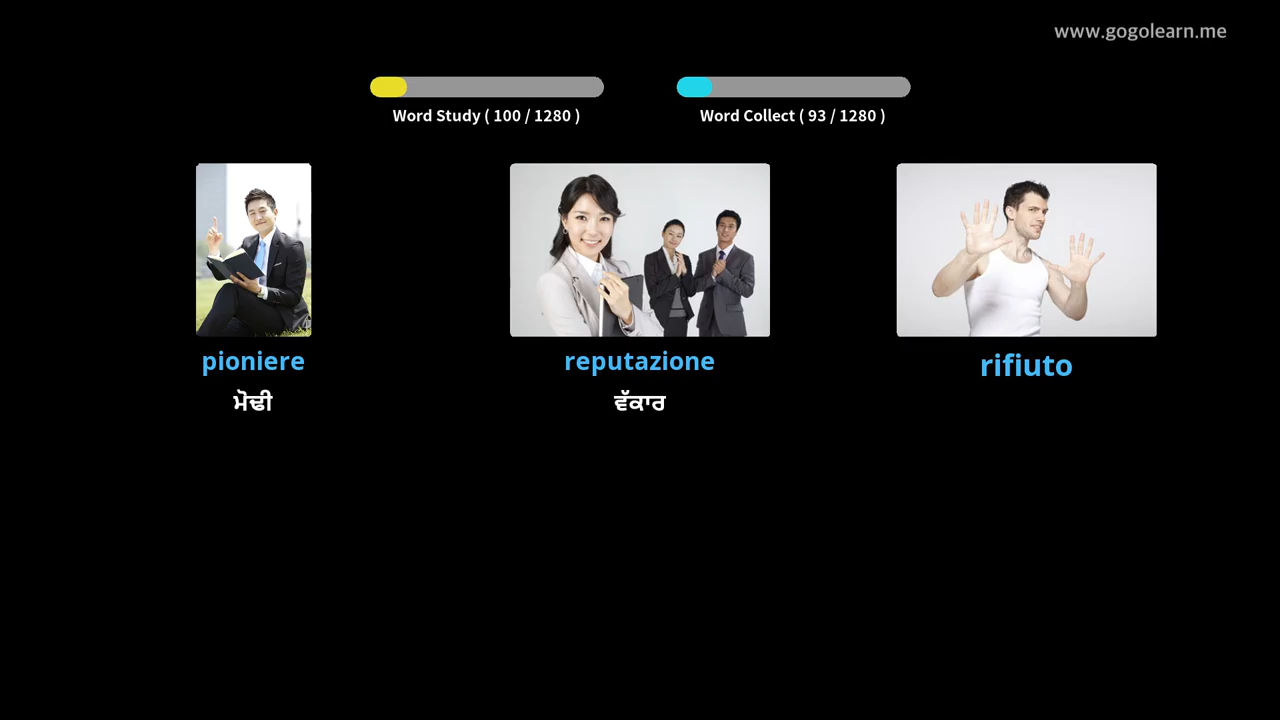 www.gogolearn.me
Word Study ( 100 / 1280 )
Word Collect ( 93 / 1280 )
pioniere
ਮੋਢੀ
reputazione
ਵੱਕਾਰ
rifiuto